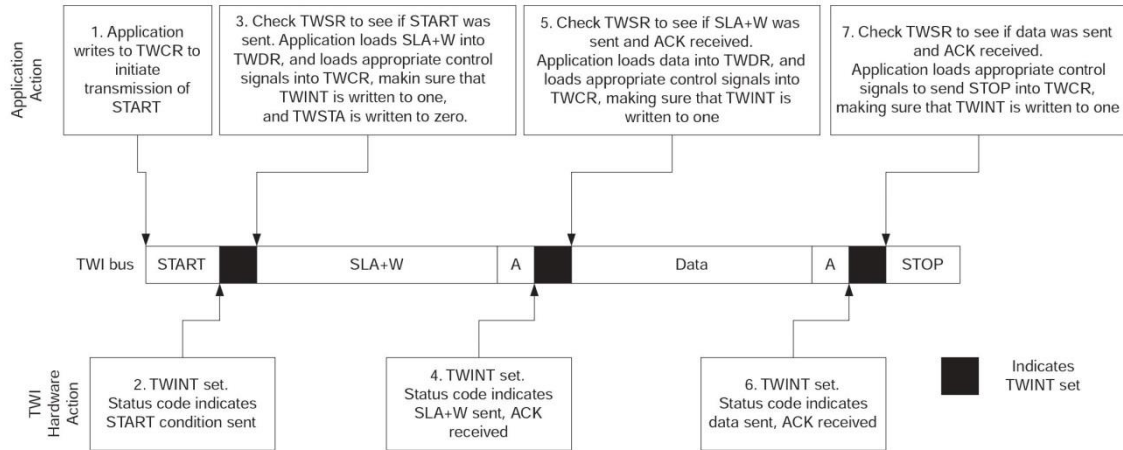 Application
Action
1. Application
writes to TWCR to
initiate
transmission of
START
3. Check TWSR to see if START was
sent. Application loads SLA+W into
TWDR, and loads appropriate control
signals into TWCR, makin sure that
TWINT is written to one,
and TWSTA is written to zero.
5. Check TWSR to see if SLA+W was
sent and ACK received.
Application loads data into TWDR, and
loads appropriate control signals into
TWCR, making sure that TWINT is
written to one
7. Check TWSR to see if data was sent
and ACK received.
Application loads appropriate control
signals to send STOP into TWCR,
making sure that TWINT is written to one
TWI bus
START
SLA+W
A
Data
A
STOP
TWI
Hardware
Action
2. TWINT set.
Status code indicates
START condition sent
4. TWINT set.
Status code indicates
SLA+W sent, ACK
received
6. TWINT set.
Status code indicates
data sent, ACK received
Indicates
TWINT set